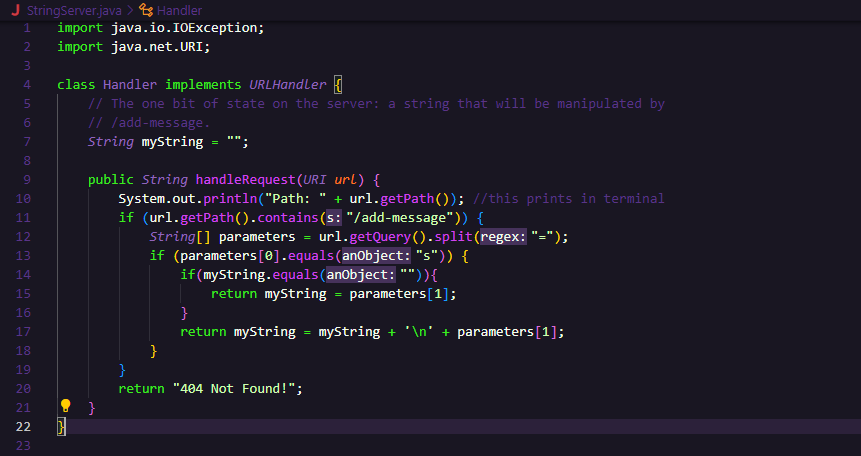 StringServer.java > Handler
1 import java.io.IOException;
2 import java.net.URI;
3
4 class Handler implements URLHandler {
5 // The one bit of state on the server: a string that will be manipulated by
6 // /add-message.
7 String myString = "";
8
9 public String handleRequest(URI url) {
10 System.out.println("Path: " + url.getPath()); //this prints in terminal
11 if (url.getPath().contains(s: "/add-message")) {
12 String[] parameters = url.getQuery().split(regex: "=");
13 if (parameters[0].equals(anObject: "s")) {
14 if(myString.equals(anObject: "")){
15 return myString = parameters[1];
16 }
17 return myString = myString + '\n' + parameters[1];
18 }
19 }
20 return "404 Not Found!";
21 }
22 }
23